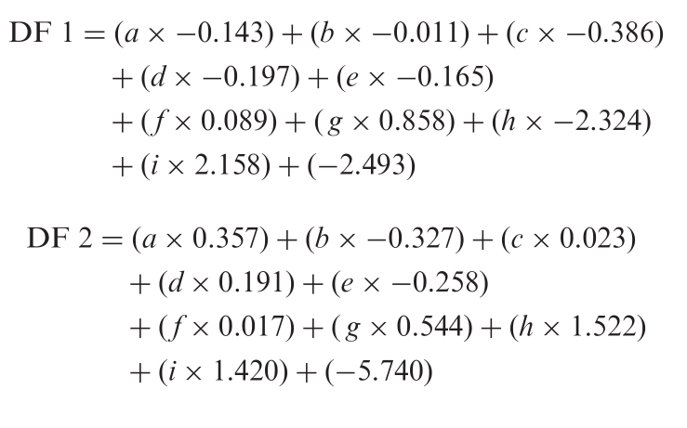 DF 1 = (a × −0.143) + (b × −0.011) + (c × −0.386)
+ (d × −0.197) + (e × −0.165)
+ (f × 0.089) + (g × 0.858) + (h × −2.324)
+ (i × 2.158) + (−2.493)
DF 2 = (a × 0.357) + (b × −0.327) + (c × 0.023)
+ (d × 0.191) + (e × −0.258)
+ (f × 0.017) + (g × 0.544) + (h × 1.522)
+ (i × 1.420) + (−5.740)